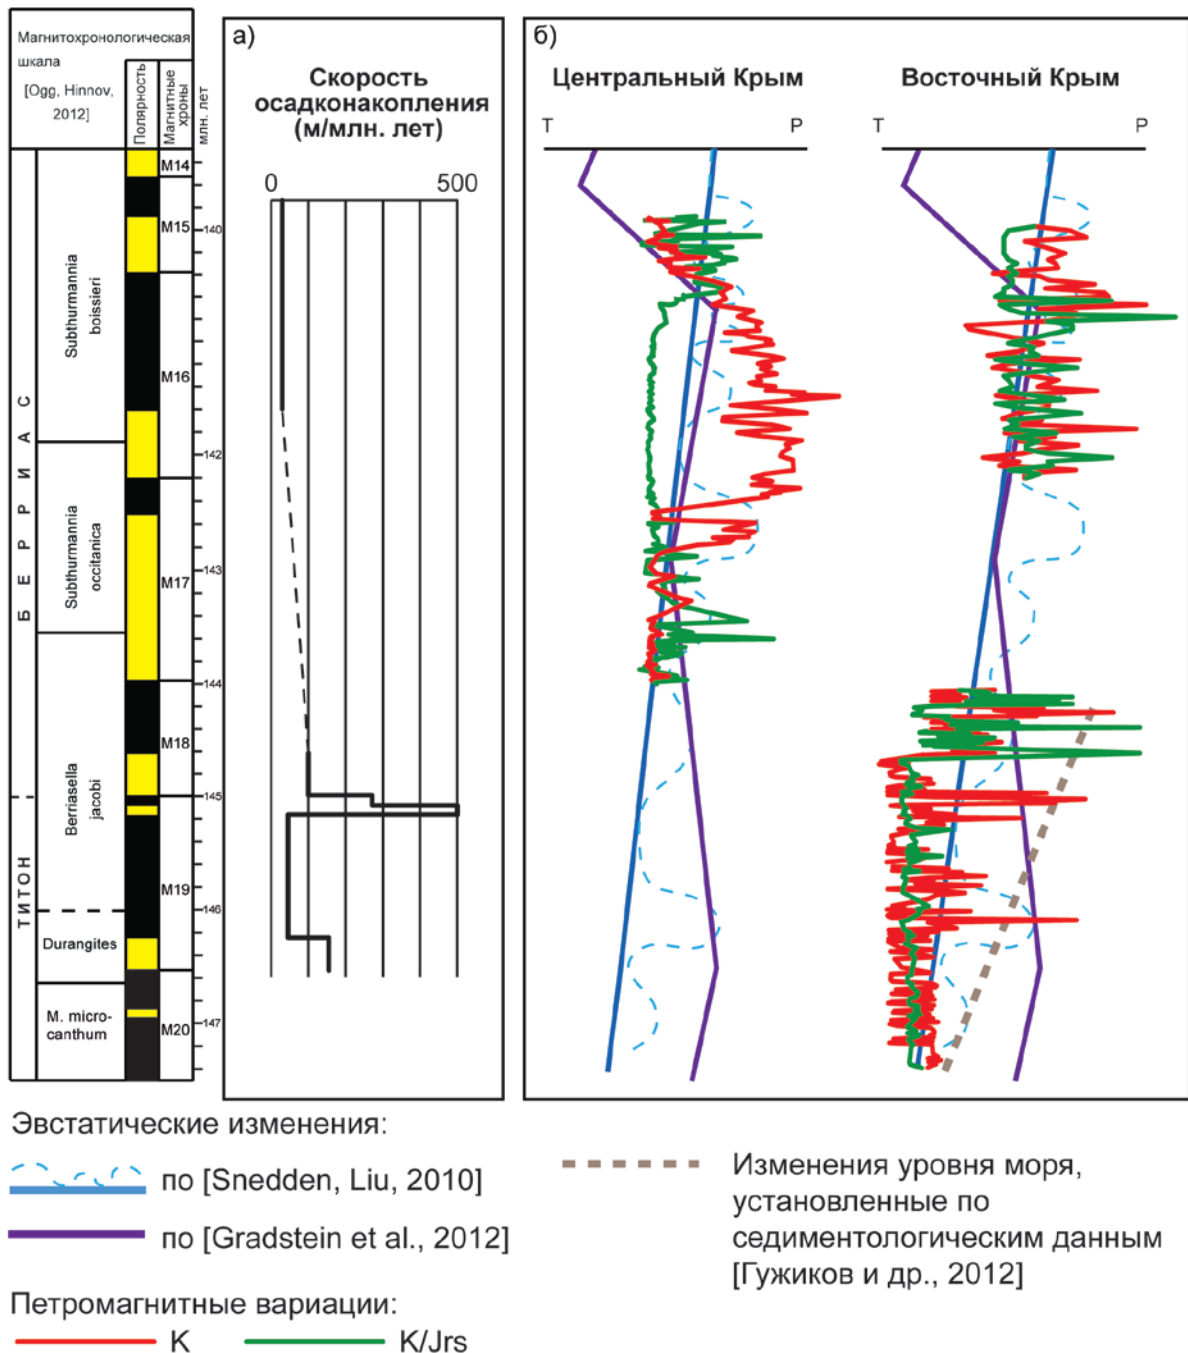 Магнитохронологическая
шкала
[Ogg, Hinnov,
2012]
Полярность
Магнитные
хроны
млн. лет
а)
Скорость
осадконакопления
(м/млн. лет)
0
500
б)
Центральный Крым
Восточный Крым
Т
Р
Т
Р
БЕРРИАС
ТИТОН
Subthurmannia
boissieri
Subthurmannia
occitanica
Berriasella
jacobi
Durangites
M. micro-
canthum
M14
M15
M16
M17
M18
M19
M20
140
142
143
144
145
146
147
Эвстатические изменения:
по [Snedden, Liu, 2010]
по [Gradstein et al., 2012]
Изменения уровня моря,
установленные по
седиментологическим данным
[Гужиков и др., 2012]
Петромагнитные вариации:
K
K/Jrs